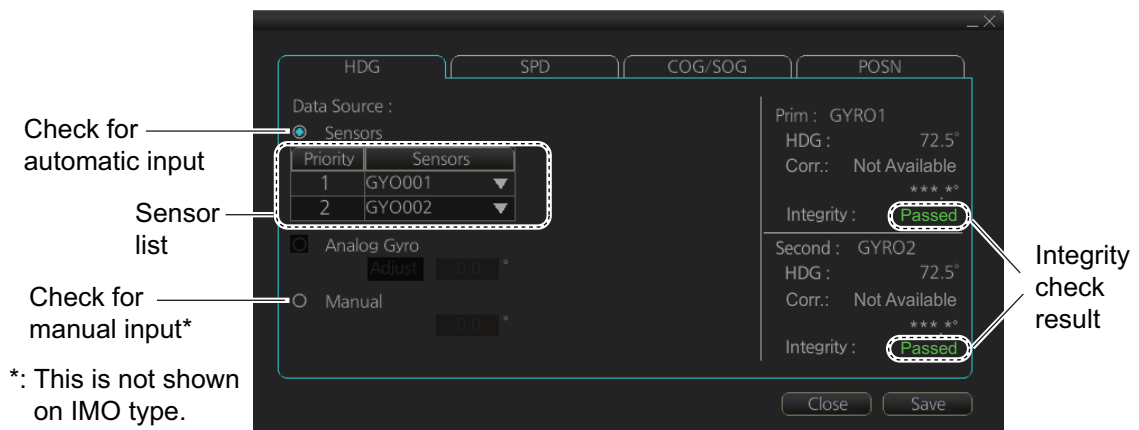 HDG
SPD
COG/SOG
POSN
Data Source :
Sensors
Priority Sensors
1 GYO001
2 GYO002
Analog Gyro
Adjust 0.0 °
Manual
0.0 °
Prim : GYRO1
HDG : 72.5°
Corr.: Not Available
***.*°
Integrity : Passed
Second : GYRO2
HDG : 72.5°
Corr.: Not Available
***.*°
Integrity : Passed
Close
Save
Check for
automatic input
Sensor
list
Check for
manual input*
*: This is not shown
on IMO type.
Integrity
check
result